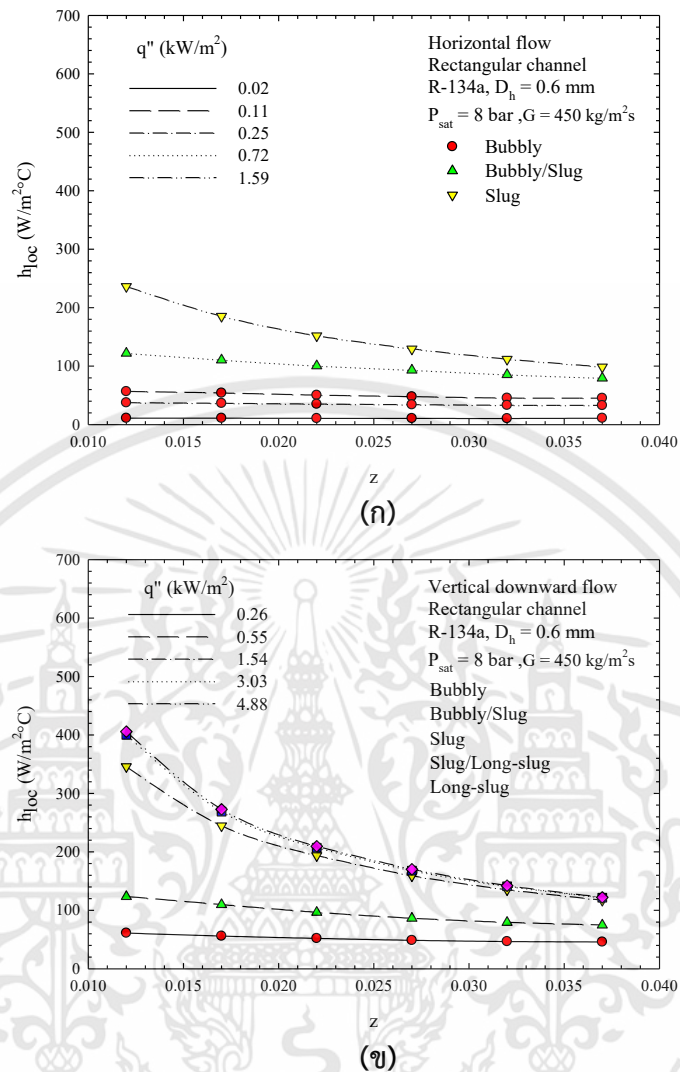 700
600
500
400
300
200
100
0
h_loc (W/m²°C)
q" (kW/m²)
0.02
0.11
0.25
0.72
1.59
Horizontal flow
Rectangular channel
R-134a, D_h = 0.6 mm
P_sat = 8 bar ,G = 450 kg/m²s
Bubbly
Bubbly/Slug
Slug
0.010 0.015 0.020 0.025 0.030 0.035 0.040
z
(ก)
700
600
500
400
300
200
100
0
h_loc (W/m²°C)
q" (kW/m²)
0.26
0.55
1.54
3.03
4.88
Vertical downward flow
Rectangular channel
R-134a, D_h = 0.6 mm
P_sat = 8 bar ,G = 450 kg/m²s
Bubbly
Bubbly/Slug
Slug
Slug/Long-slug
Long-slug
0.010 0.015 0.020 0.025 0.030 0.035 0.040
z
(ข)